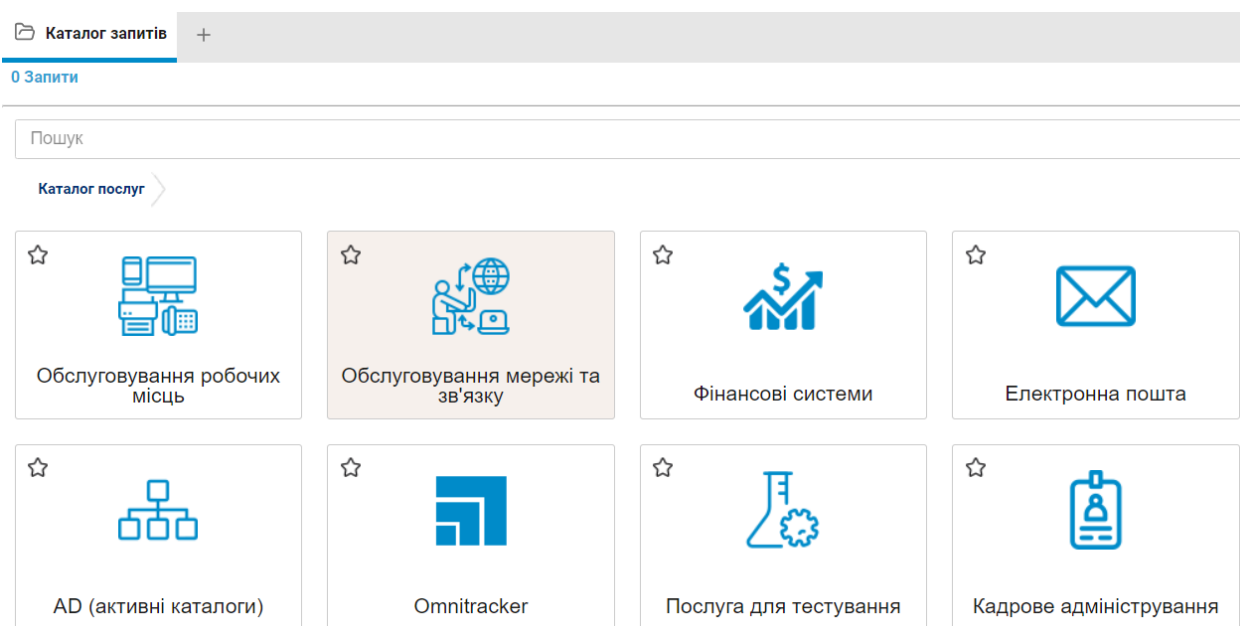 Каталог запитів +
0 Запити
Пошук
Каталог послуг
Обслуговування робочих
місць
Обслуговування мережі та
зв'язку
Фінансові системи
Електронна пошта
AD (активні каталоги)
Omnitracker
Послуга для тестування
Кадрове адміністрування